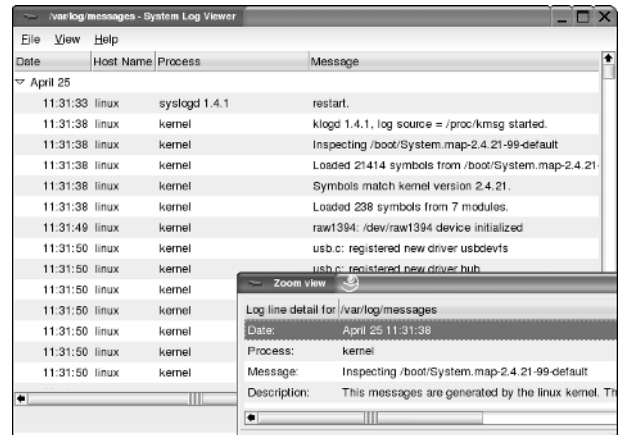 /var/log/messages - System Log Viewer
File View Help
Date Host Name Process Message
April 25
11:31:33 linux syslogd 1.4.1 restart.
11:31:38 linux kernel klogd 1.4.1, log source = /proc/kmsg started.
11:31:38 linux kernel Inspecting /boot/System.map-2.4.21-99-default
11:31:38 linux kernel Loaded 21414 symbols from /boot/System.map-2.4.21-
11:31:38 linux kernel Symbols match kernel version 2.4.21.
11:31:38 linux kernel Loaded 238 symbols from 7 modules.
11:31:49 linux kernel raw1394: /dev/raw1394 device initialized
11:31:50 linux kernel usb.c: registered new driver usbdevfs
11:31:50 linux kernel usb.c: registered new driver hub
11:31:50 linux kernel
11:31:50 linux kernel
11:31:50 linux kernel
11:31:50 linux kernel
11:31:50 linux kernel
Zoom view
Log line detail for /var/log/messages
Date: April 25 11:31:38
Process: kernel
Message: Inspecting /boot/System.map-2.4.21-99-default
Description: This messages are generated by the linux kernel. Th